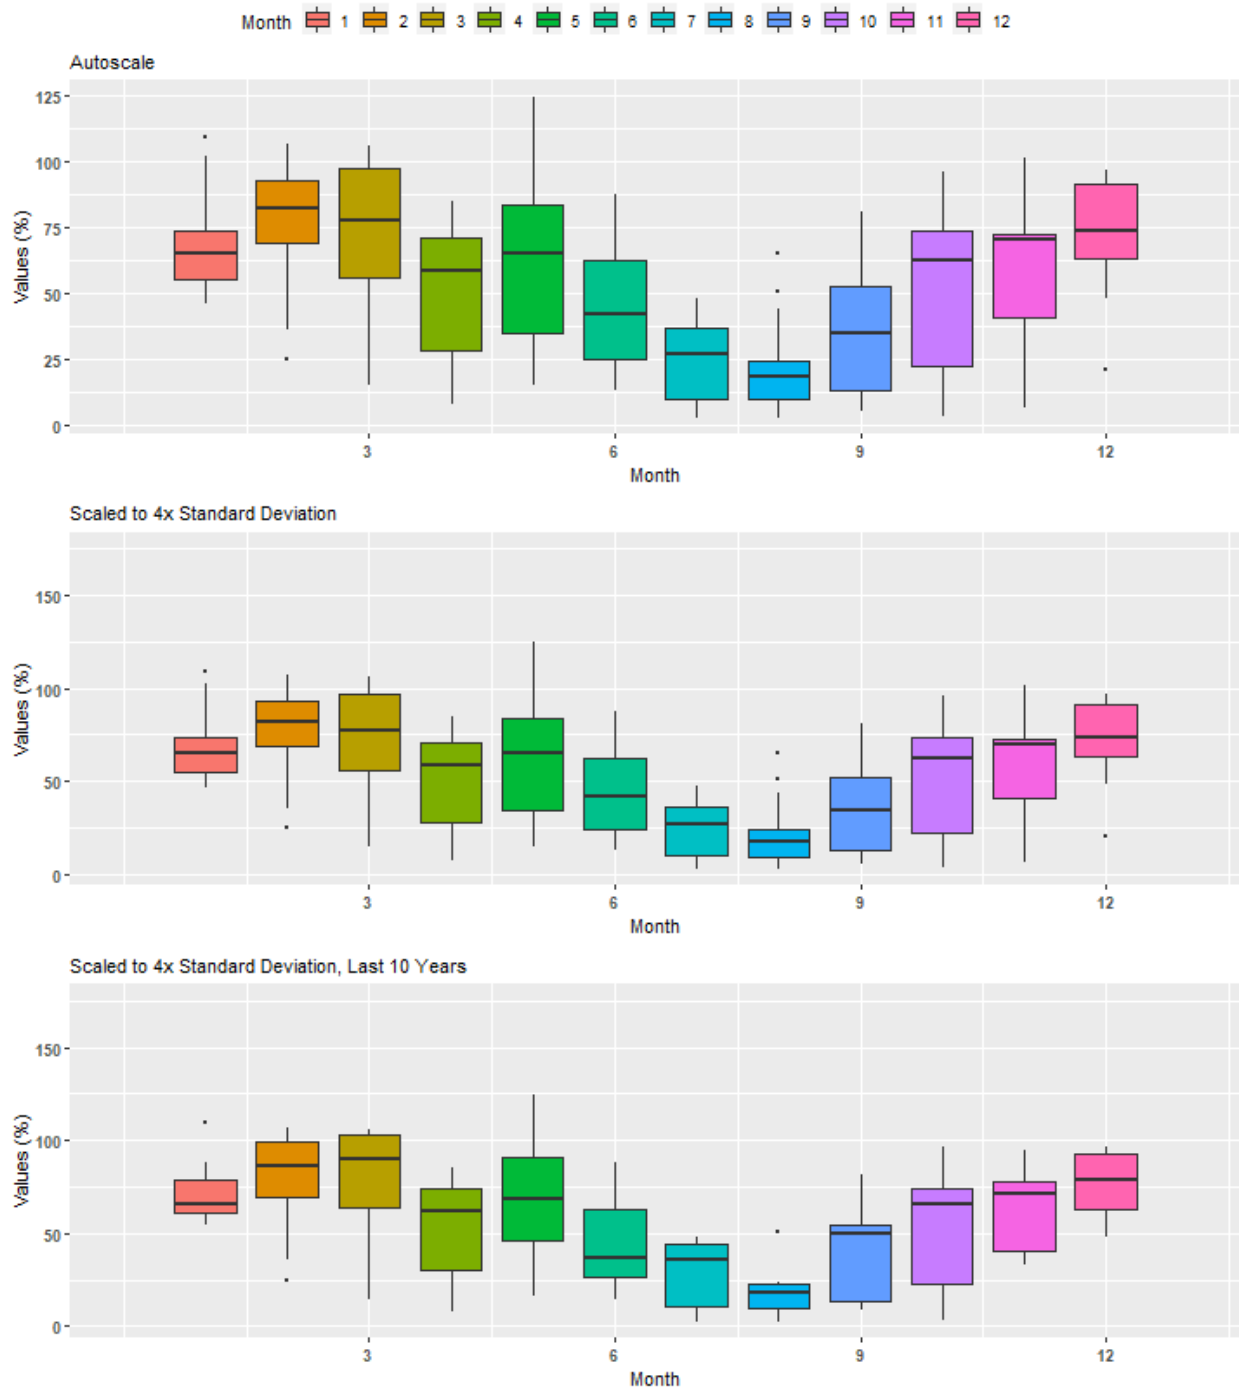 Month 1 2 3 4 5 6 7 8 9 10 11 12
Autoscale
Values (%)
125
100
75
50
25
0
3 6 9 12
Month
Scaled to 4x Standard Deviation
Values (%)
150
100
50
0
3 6 9 12
Month
Scaled to 4x Standard Deviation, Last 10 Years
Values (%)
150
100
50
0
3 6 9 12
Month